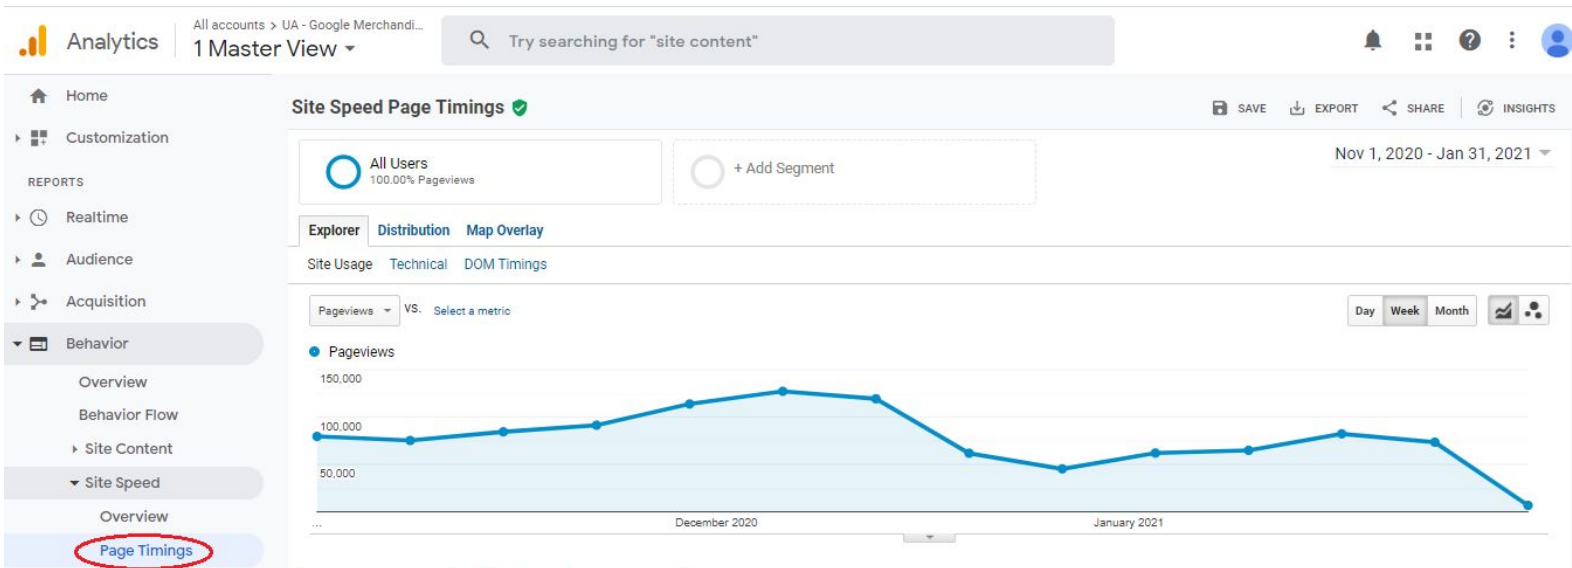 Analytics
All accounts > UA - Google Merchandi...
1 Master View
Try searching for "site content"
Home
Customization
REPORTS
Realtime
Audience
Acquisition
Behavior
Overview
Behavior Flow
Site Content
Site Speed
Overview
Page Timings
Site Speed Page Timings
SAVE
EXPORT
SHARE
INSIGHTS
All Users
100.00% Pageviews
+ Add Segment
Nov 1, 2020 - Jan 31, 2021
Explorer Distribution Map Overlay
Site Usage Technical DOM Timings
Pageviews VS. Select a metric
Day Week Month
Pageviews
150,000
100,000
50,000
... December 2020 January 2021